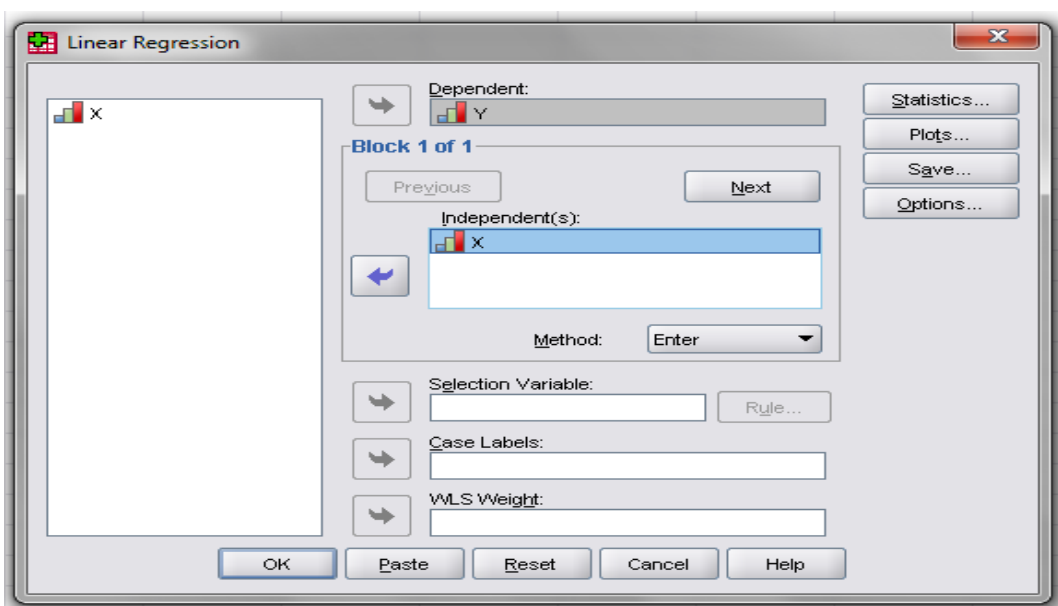 Linear Regression
X
Dependent:
Y
Block 1 of 1
Previous
Next
Independent(s):
X
Method:
Enter
Selection Variable:
Rule...
Case Labels:
WLS Weight:
Statistics...
Plots...
Save...
Options...
OK
Paste
Reset
Cancel
Help